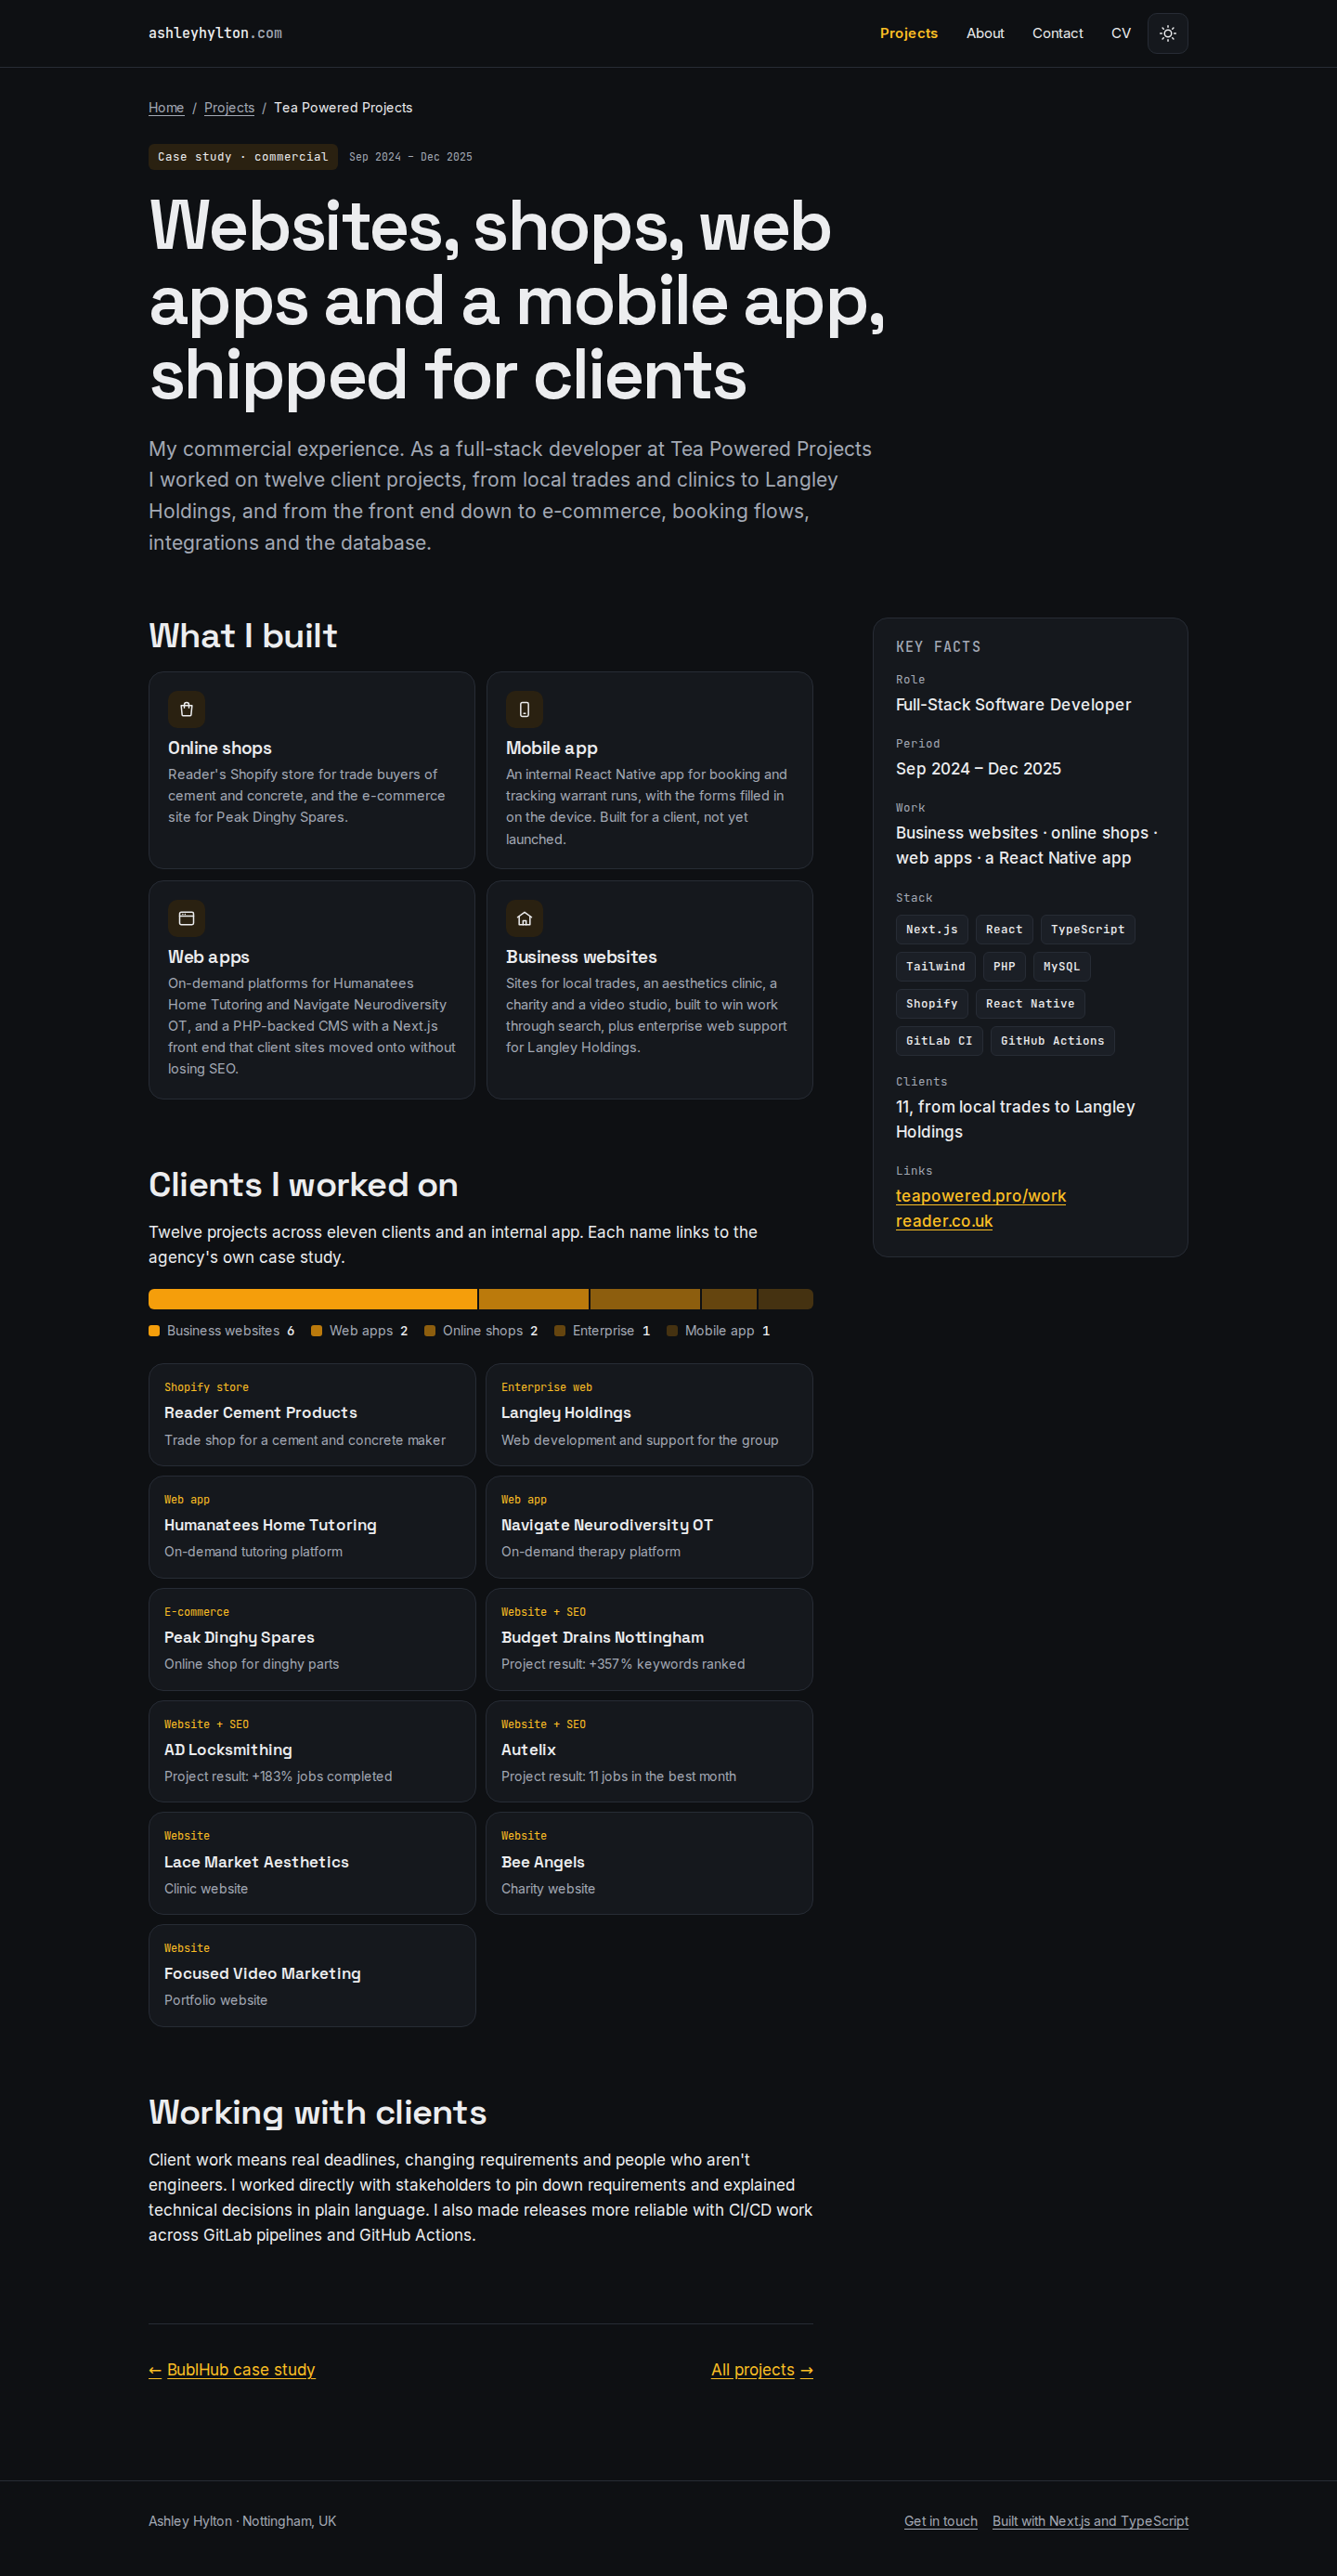 ashleyhylton.com
Projects About Contact CV
Home / Projects / Tea Powered Projects
Case study · commercial Sep 2024 – Dec 2025
Websites, shops, web
apps and a mobile app,
shipped for clients
My commercial experience. As a full-stack developer at Tea Powered Projects
I worked on twelve client projects, from local trades and clinics to Langley
Holdings, and from the front end down to e-commerce, booking flows,
integrations and the database.
What I built
Online shops
Reader's Shopify store for trade buyers of
cement and concrete, and the e-commerce
site for Peak Dinghy Spares.
Mobile app
An internal React Native app for booking and
tracking warrant runs, with the forms filled in
on the device. Built for a client, not yet
launched.
Web apps
On-demand platforms for Humanatees
Home Tutoring and Navigate Neurodiversity
OT, and a PHP-backed CMS with a Next.js
front end that client sites moved onto without
losing SEO.
Business websites
Sites for local trades, an aesthetics clinic, a
charity and a video studio, built to win work
through search, plus enterprise web support
for Langley Holdings.
KEY FACTS
Role
Full-Stack Software Developer
Period
Sep 2024 – Dec 2025
Work
Business websites · online shops ·
web apps · a React Native app
Stack
Next.js React TypeScript
Tailwind PHP MySQL
Shopify React Native
GitLab CI GitHub Actions
Clients
11, from local trades to Langley
Holdings
Links
teapowered.pro/work
reader.co.uk
Clients I worked on
Twelve projects across eleven clients and an internal app. Each name links to the
agency's own case study.
Business websites 6 Web apps 2 Online shops 2 Enterprise 1 Mobile app 1
Shopify store
Reader Cement Products
Trade shop for a cement and concrete maker
Enterprise web
Langley Holdings
Web development and support for the group
Web app
Humanatees Home Tutoring
On-demand tutoring platform
Web app
Navigate Neurodiversity OT
On-demand therapy platform
E-commerce
Peak Dinghy Spares
Online shop for dinghy parts
Website + SEO
Budget Drains Nottingham
Project result: +357% keywords ranked
Website + SEO
AD Locksmithing
Project result: +183% jobs completed
Website + SEO
Autelix
Project result: 11 jobs in the best month
Website
Lace Market Aesthetics
Clinic website
Website
Bee Angels
Charity website
Website
Focused Video Marketing
Portfolio website
Working with clients
Client work means real deadlines, changing requirements and people who aren't
engineers. I worked directly with stakeholders to pin down requirements and explained
technical decisions in plain language. I also made releases more reliable with CI/CD work
across GitLab pipelines and GitHub Actions.
← BublHub case study All projects →
Ashley Hylton · Nottingham, UK Get in touch Built with Next.js and TypeScript